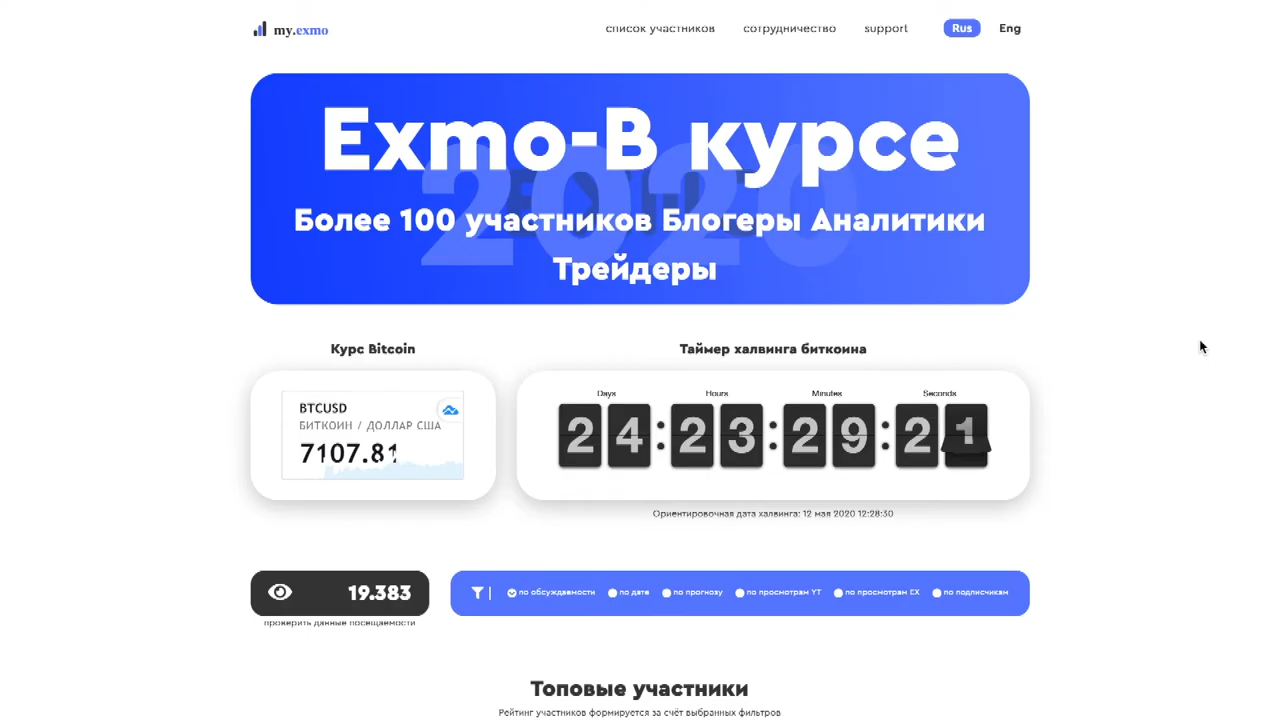 my.exmo
список участников сотрудничество support Rus Eng
2020
Exmo-В курсе
Более 100 участников Блогеры Аналитики
Трейдеры
Курс Bitcoin
BTCUSD
БИТКОИН / ДОЛЛАР США
7107.81
Таймер халвинга биткоина
Days Hours Minutes Seconds
24:23:29:21
Ориентировочная дата халвинга: 12 мая 2020 12:28:30
19.383
проверить данные посещаемости
по обсуждаемости по дате по прогнозу по просмотрам YT по просмотрам EX по подписчикам
Топовые участники
Рейтинг участников формируется за счёт выбранных фильтров